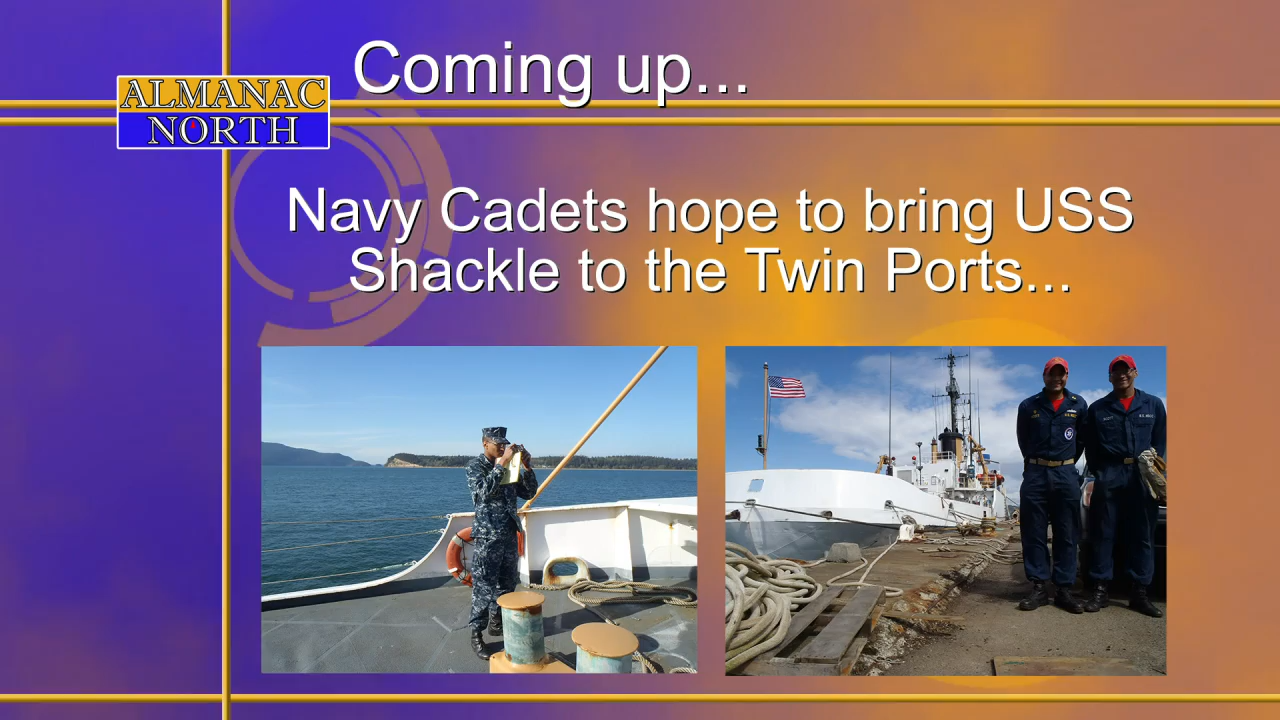 Coming up...
ALMANAC
NORTH
Navy Cadets hope to bring USS
Shackle to the Twin Ports...